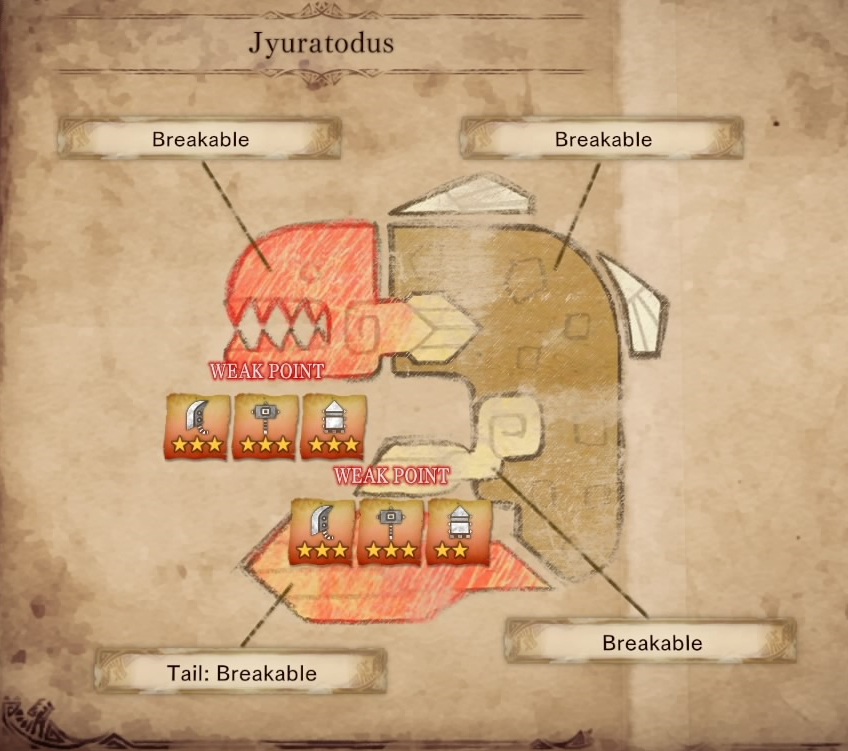 Jyuratodus
Breakable
Breakable
WEAK POINT
WEAK POINT
Breakable
Tail: Breakable